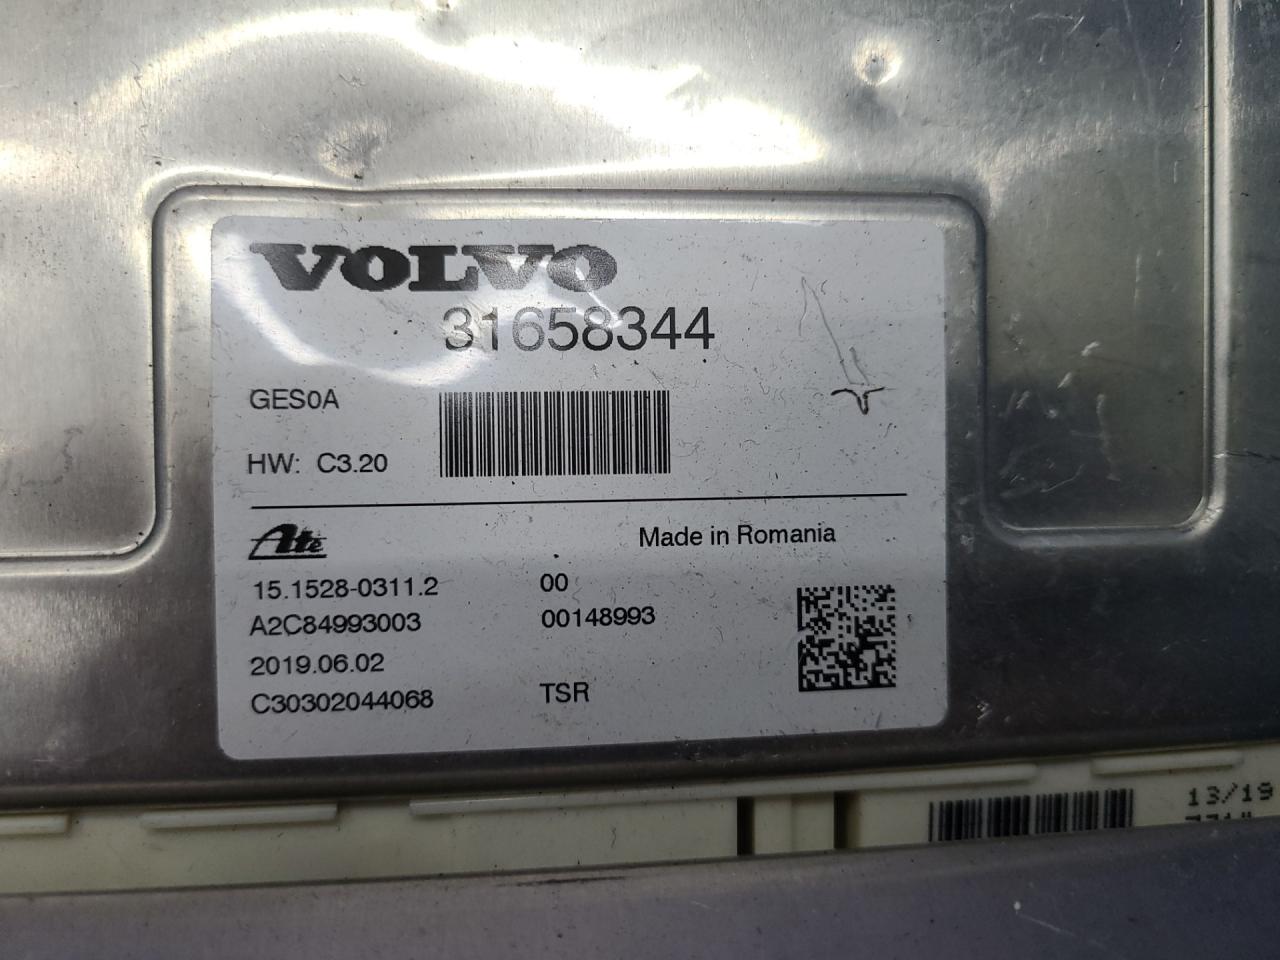 VOLVO
31658344
GES0A
HW: C3.20
Ate
Made in Romania
15.1528-0311.2 00
A2C84993003 00148993
2019.06.02
C30302044068 TSR
13/19